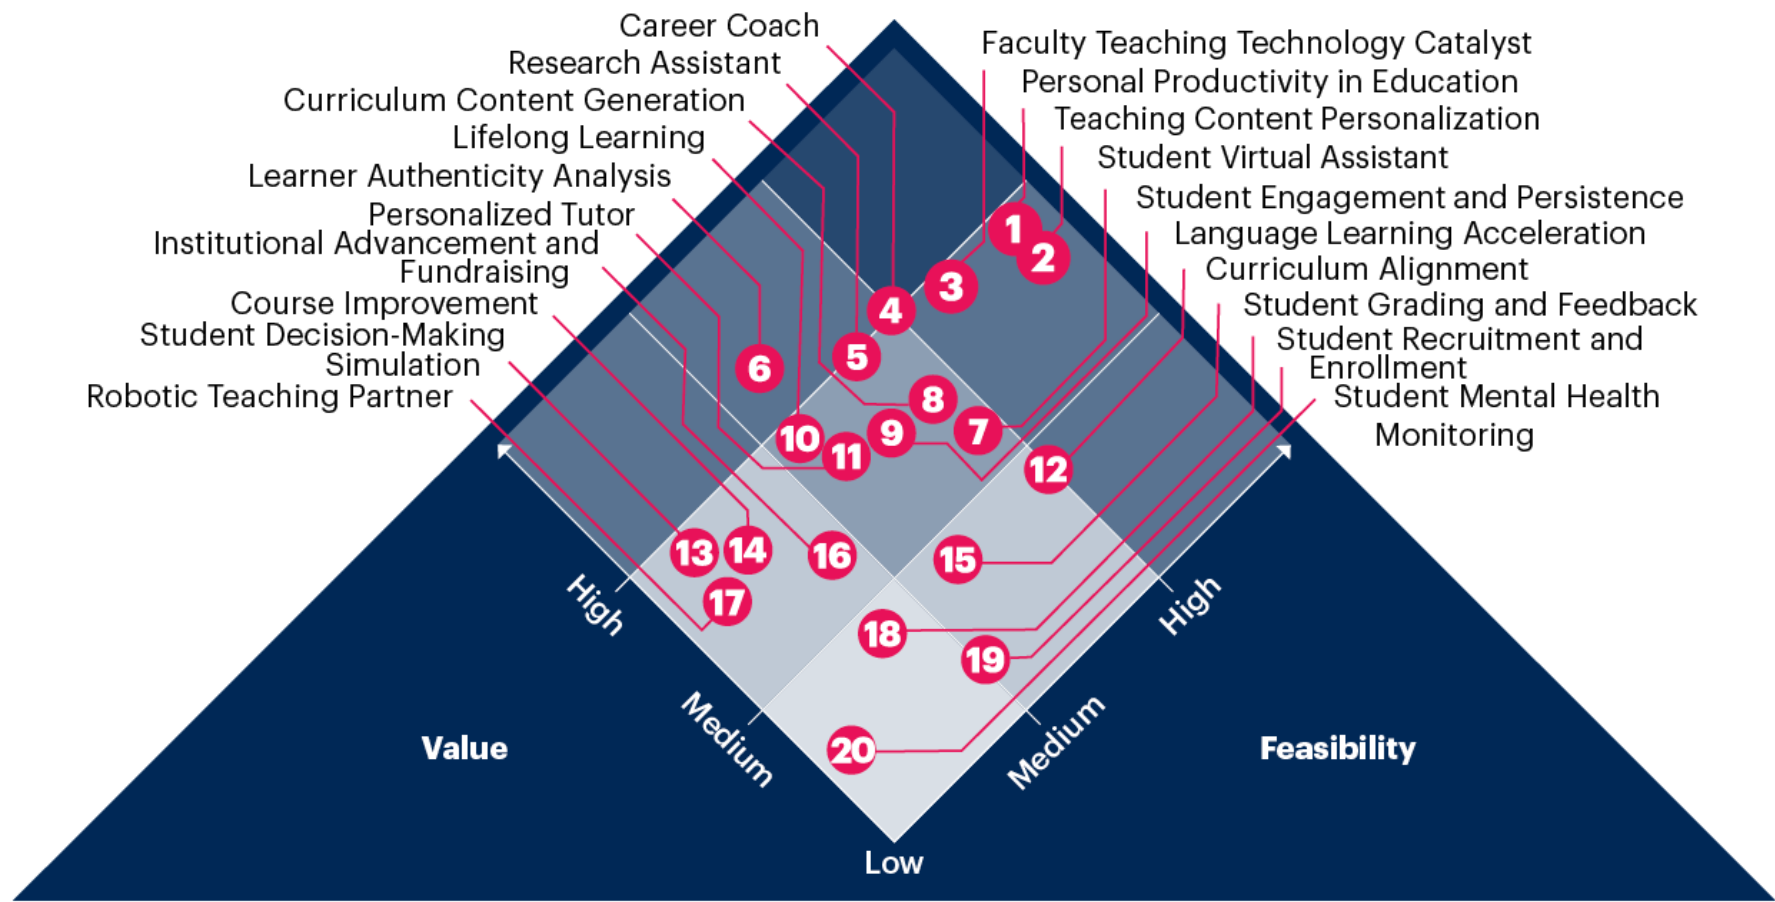 Career Coach
Research Assistant
Curriculum Content Generation
Lifelong Learning
Learner Authenticity Analysis
Personalized Tutor
Institutional Advancement and
Fundraising
Course Improvement
Student Decision-Making
Simulation
Robotic Teaching Partner
Faculty Teaching Technology Catalyst
Personal Productivity in Education
Teaching Content Personalization
Student Virtual Assistant
Student Engagement and Persistence
Language Learning Acceleration
Curriculum Alignment
Student Grading and Feedback
Student Recruitment and
Enrollment
Student Mental Health
Monitoring
1
2
3
4
5
6
8
7
9
10
11
12
13
14
16
15
17
18
19
20
High
Medium
High
Medium
Value
Feasibility
Low